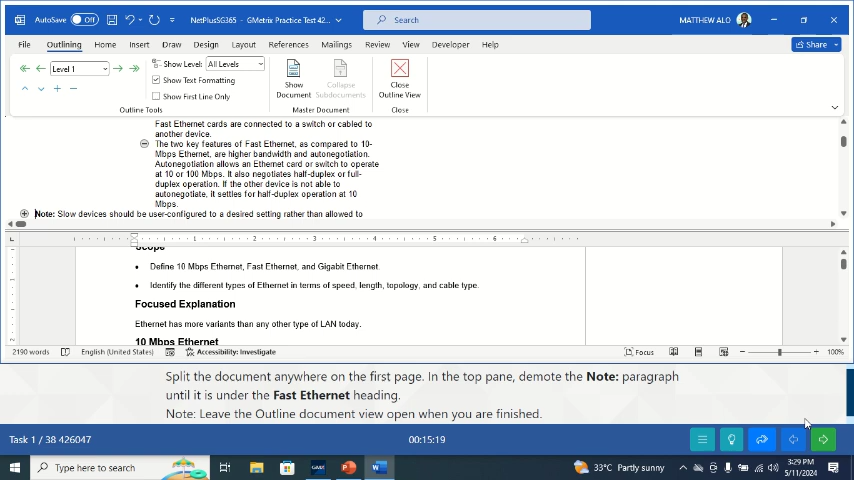 AutoSave Off NetPlusSG365 - GMetrix Practice Test 42... Search MATTHEW ALO
File Outlining Home Insert Draw Design Layout References Mailings Review View Developer Help Share
Level 1 Show Level: All Levels
Show Text Formatting
Show First Line Only
Show Document
Collapse Subdocuments
Close Outline View
Outline Tools Master Document Close
Fast Ethernet cards are connected to a switch or cabled to
another device.
The two key features of Fast Ethernet, as compared to 10-
Mbps Ethernet, are higher bandwidth and autonegotiation.
Autonegotiation allows an Ethernet card or switch to operate
at 10 or 100 Mbps. It also negotiates half-duplex or full-
duplex operation. If the other device is not able to
autonegotiate, it settles for half-duplex operation at 10
Mbps.
Note: Slow devices should be user-configured to a desired setting rather than allowed to
1 2 3 4 5 6
Scope
• Define 10 Mbps Ethernet, Fast Ethernet, and Gigabit Ethernet.
• Identify the different types of Ethernet in terms of speed, length, topology, and cable type.
Focused Explanation
Ethernet has more variants than any other type of LAN today.
10 Mbps Ethernet
2190 words English (United States) Accessibility: Investigate Focus 100%
Split the document anywhere on the first page. In the top pane, demote the Note: paragraph
until it is under the Fast Ethernet heading.
Note: Leave the Outline document view open when you are finished.
Task 1 / 38 426047 00:15:19
Type here to search 33°C Partly sunny 3:29 PM
5/11/2024